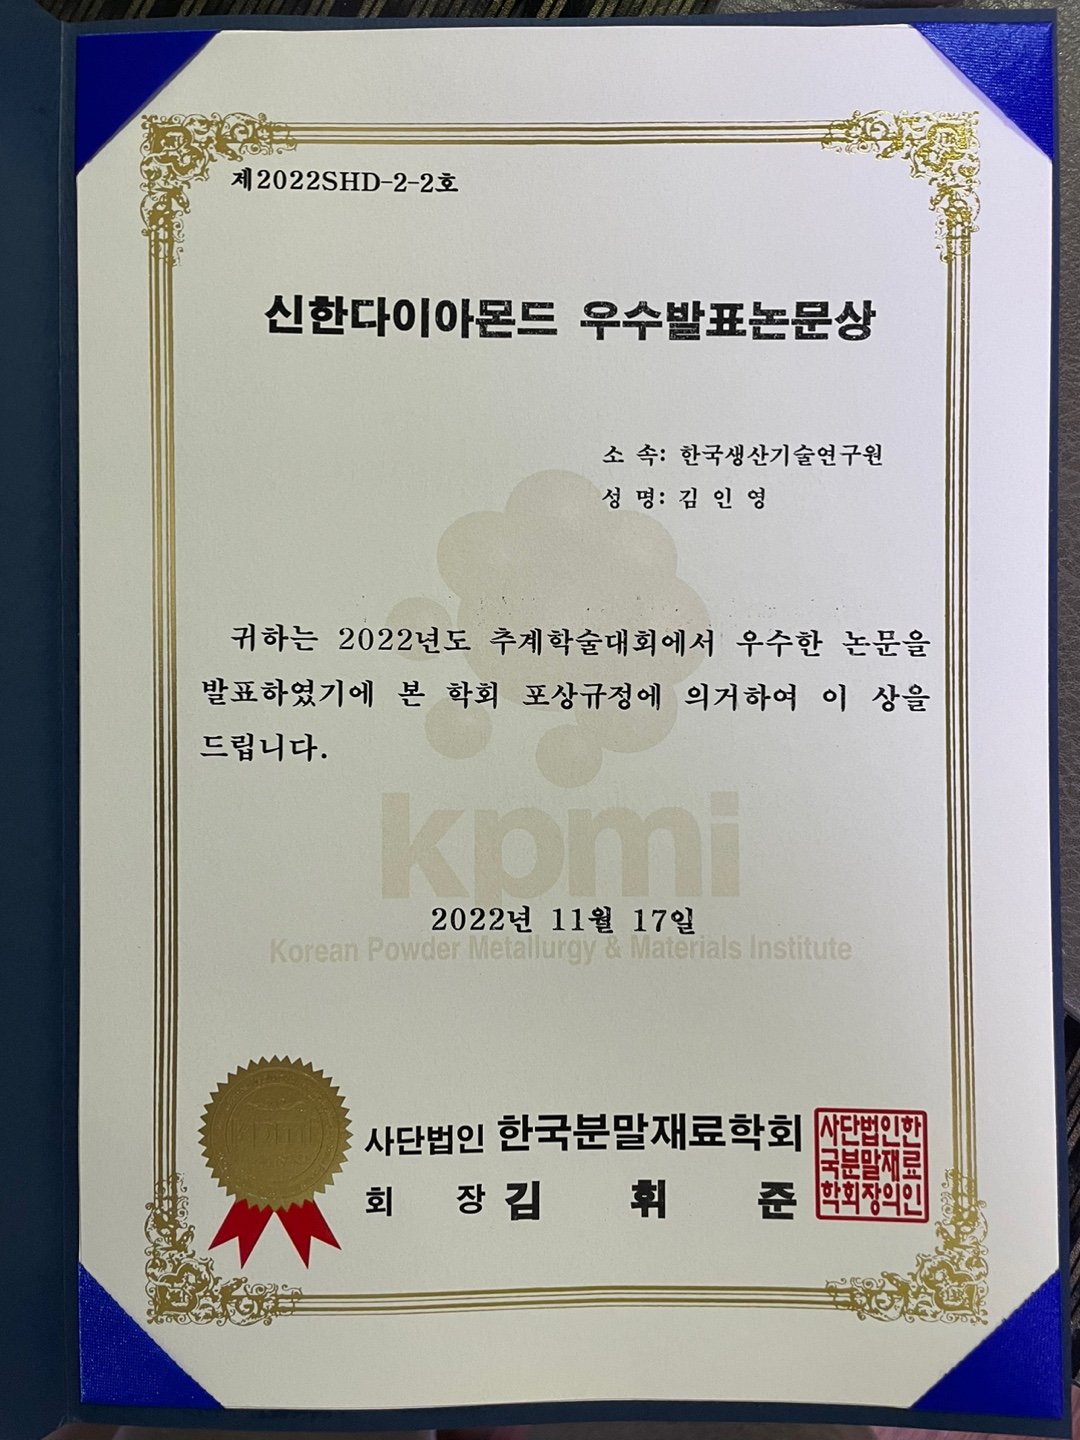 제2022SHD-2-2호
신한다이아몬드 우수발표논문상
소 속: 한국생산기술연구원
성 명: 김 인 영
귀하는 2022년도 추계학술대회에서 우수한 논문을
발표하였기에 본 학회 포상규정에 의거하여 이 상을
드립니다.
kpmi
2022년 11월 17일
Korean Powder Metallurgy & Materials Institute
kpmi
사단법인 한국분말재료학회
회 장 김 휘 준
사단법인한
국분말재료
학회장의인